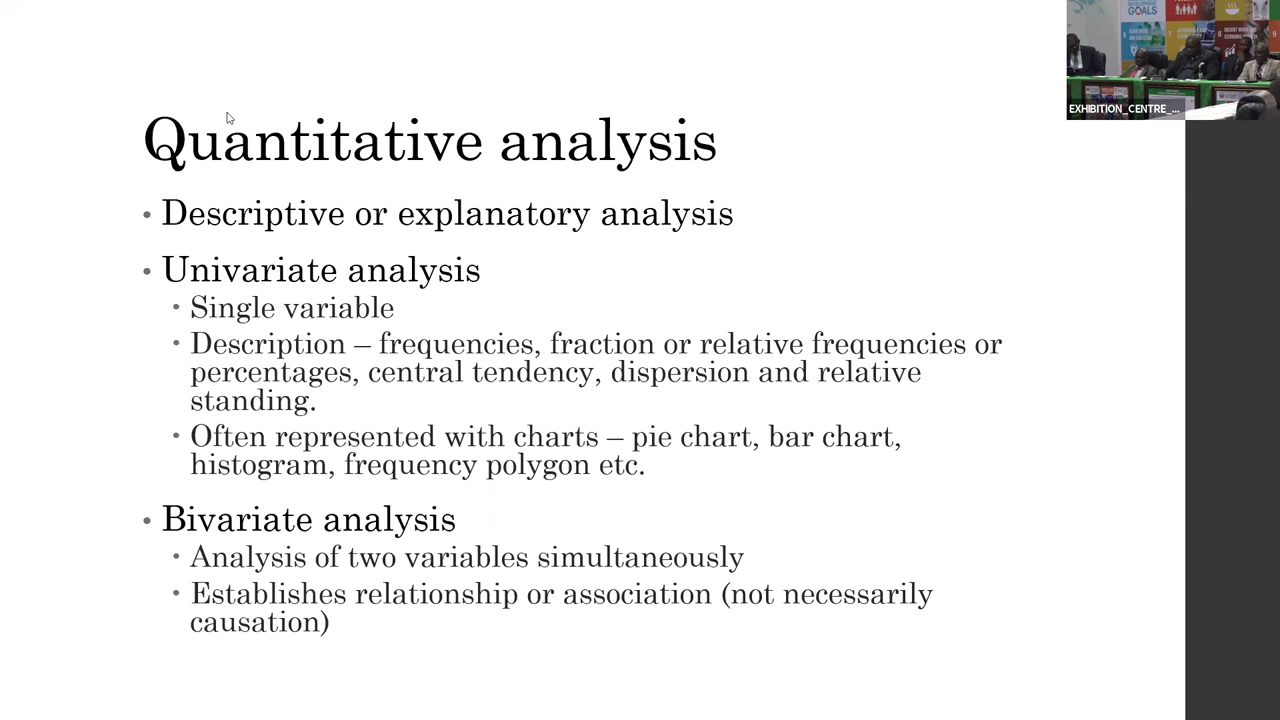 Quantitative analysis
• Descriptive or explanatory analysis
• Univariate analysis
• Single variable
• Description – frequencies, fraction or relative frequencies or
percentages, central tendency, dispersion and relative
standing.
• Often represented with charts – pie chart, bar chart,
histogram, frequency polygon etc.
• Bivariate analysis
• Analysis of two variables simultaneously
• Establishes relationship or association (not necessarily
causation)
GOALS
EXHIBITION_CENTRE_...